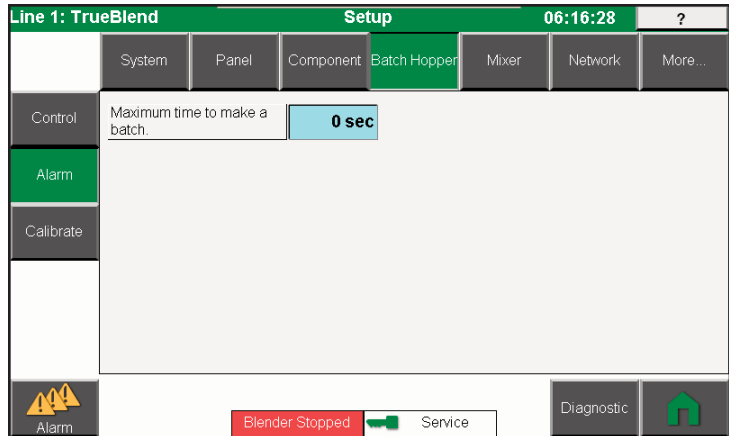 Line 1: TrueBlend Setup 06:16:28 ?
System Panel Component Batch Hopper Mixer Network More...
Control
Maximum time to make a
batch.
0 sec
Alarm
Calibrate
Alarm
Blender Stopped
Service
Diagnostic